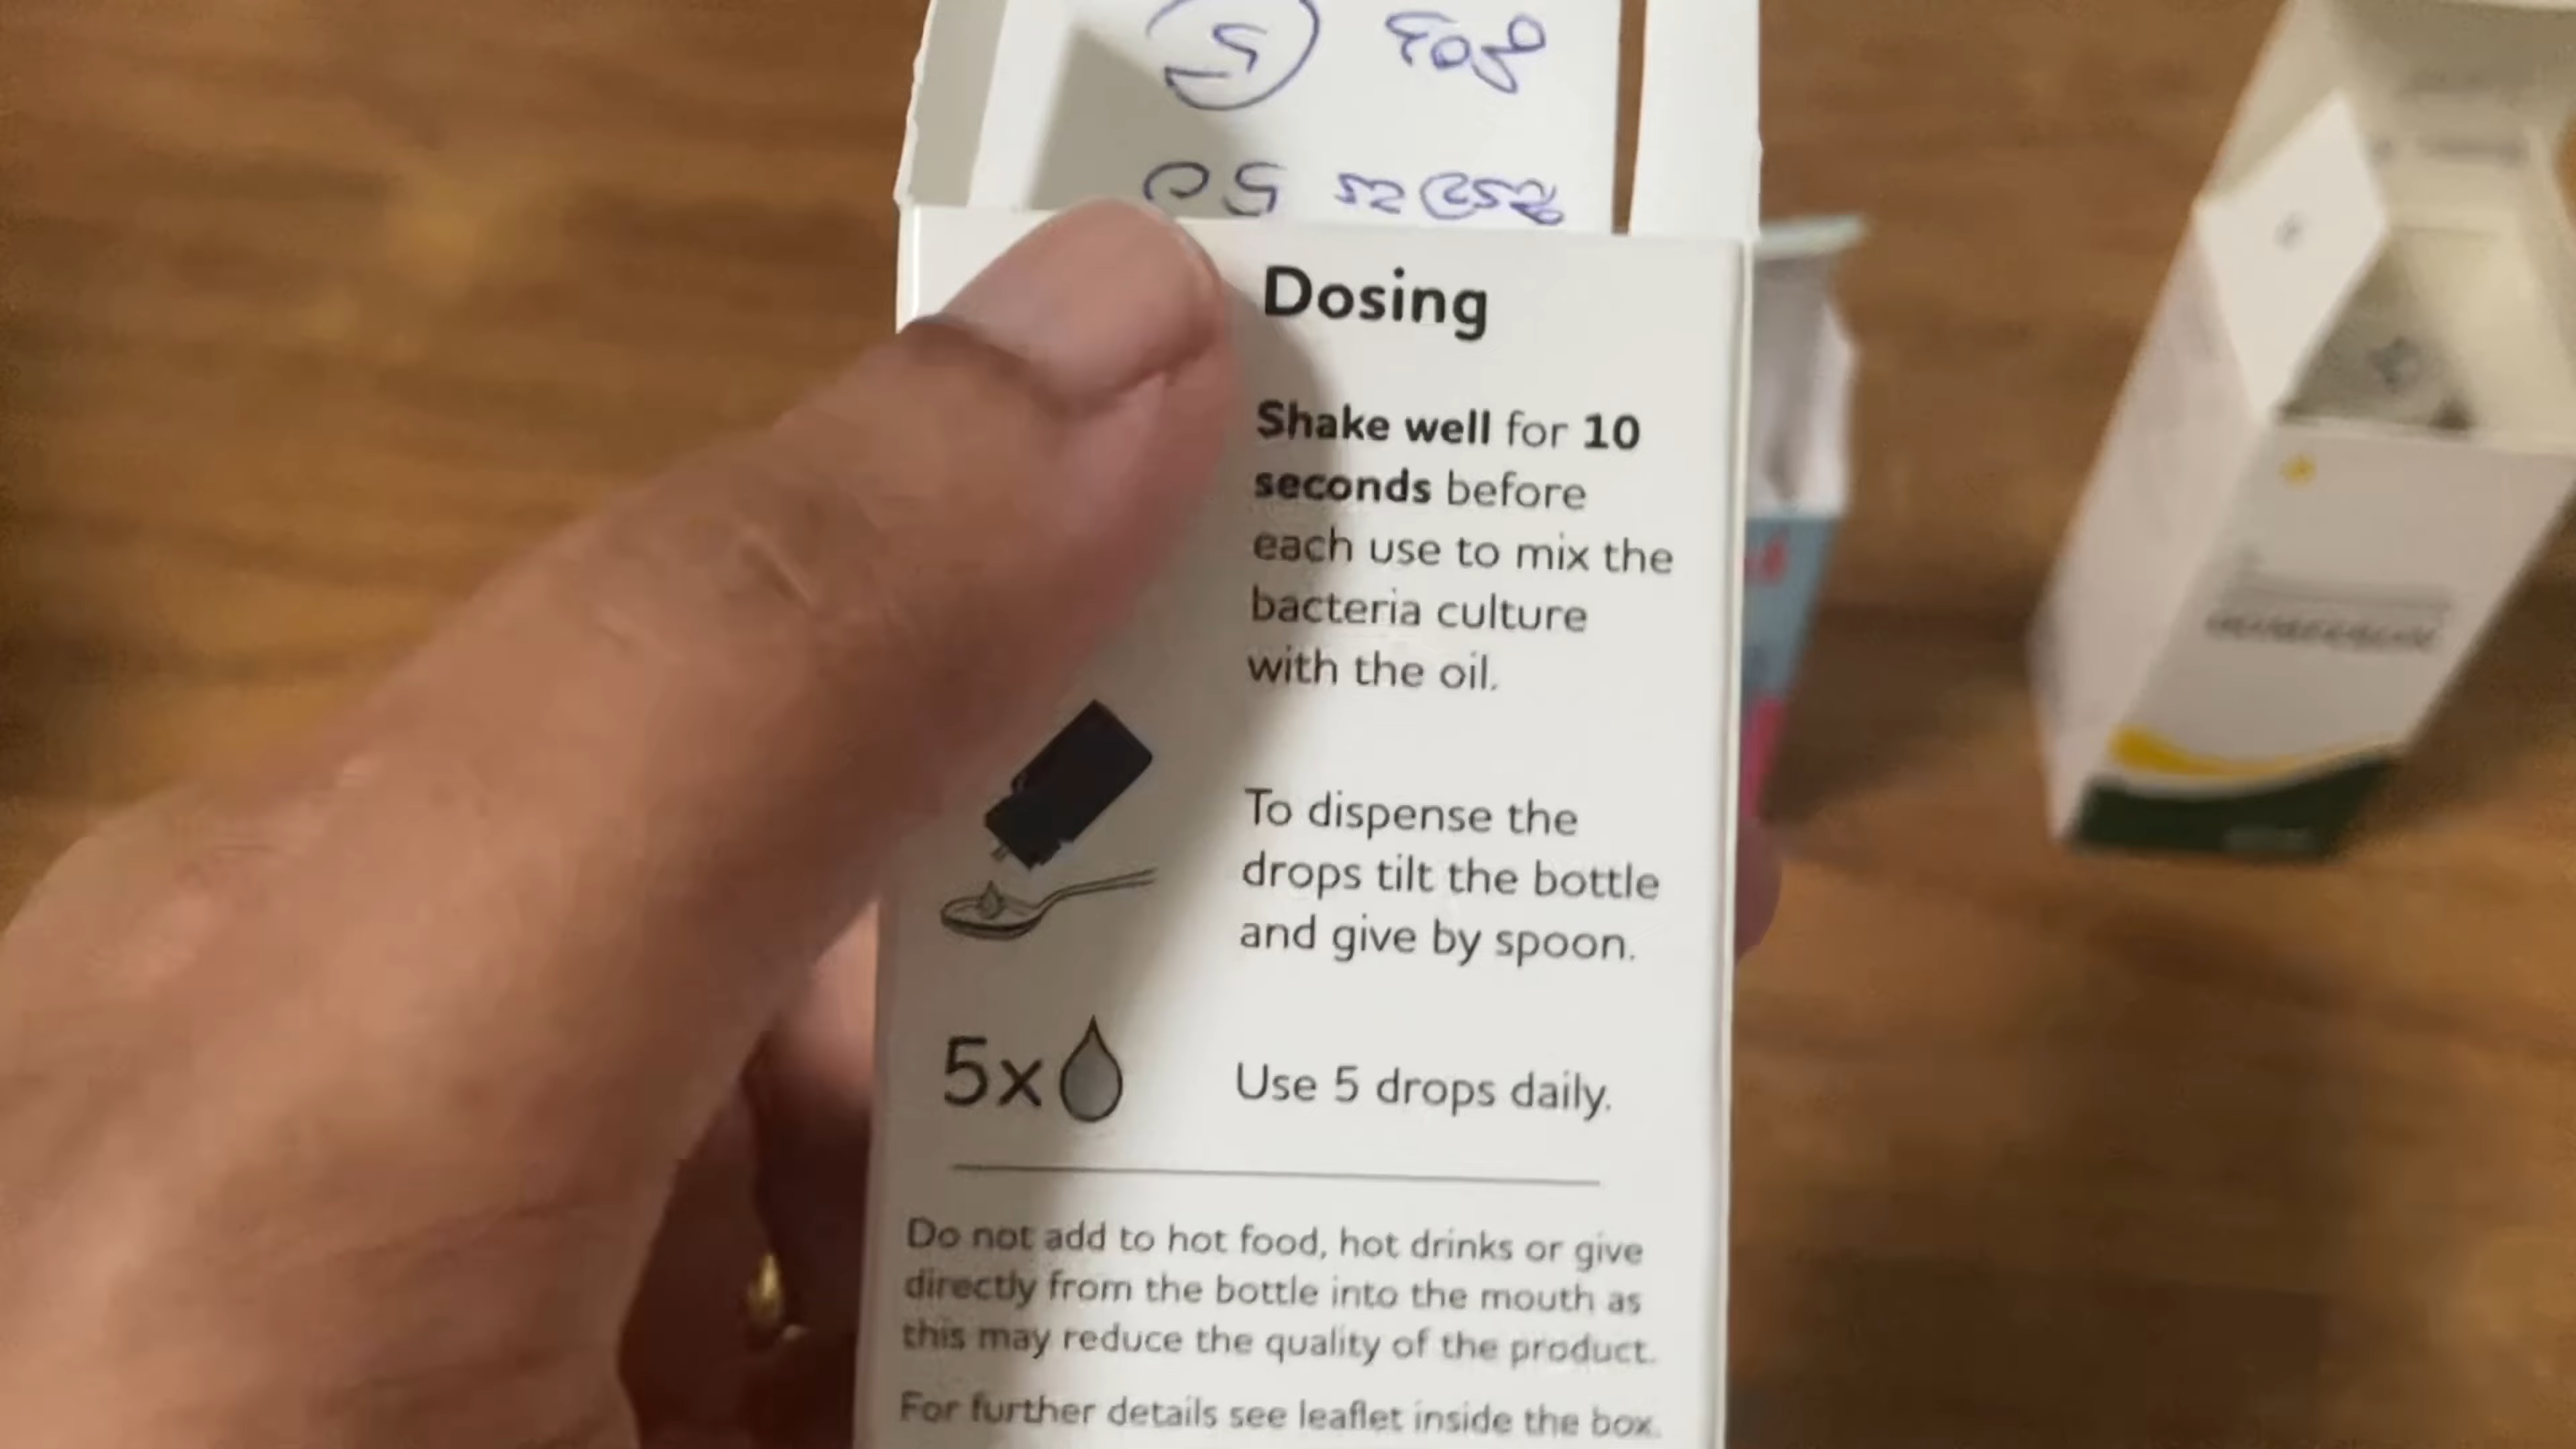 Dosing
Shake well for 10
seconds before
each use to mix the
bacteria culture
with the oil.
To dispense the
drops tilt the bottle
and give by spoon.
5x
Use 5 drops daily.
Do not add to hot food, hot drinks or give
directly from the bottle into the mouth as
this may reduce the quality of the product.
For further details see leaflet inside the box.